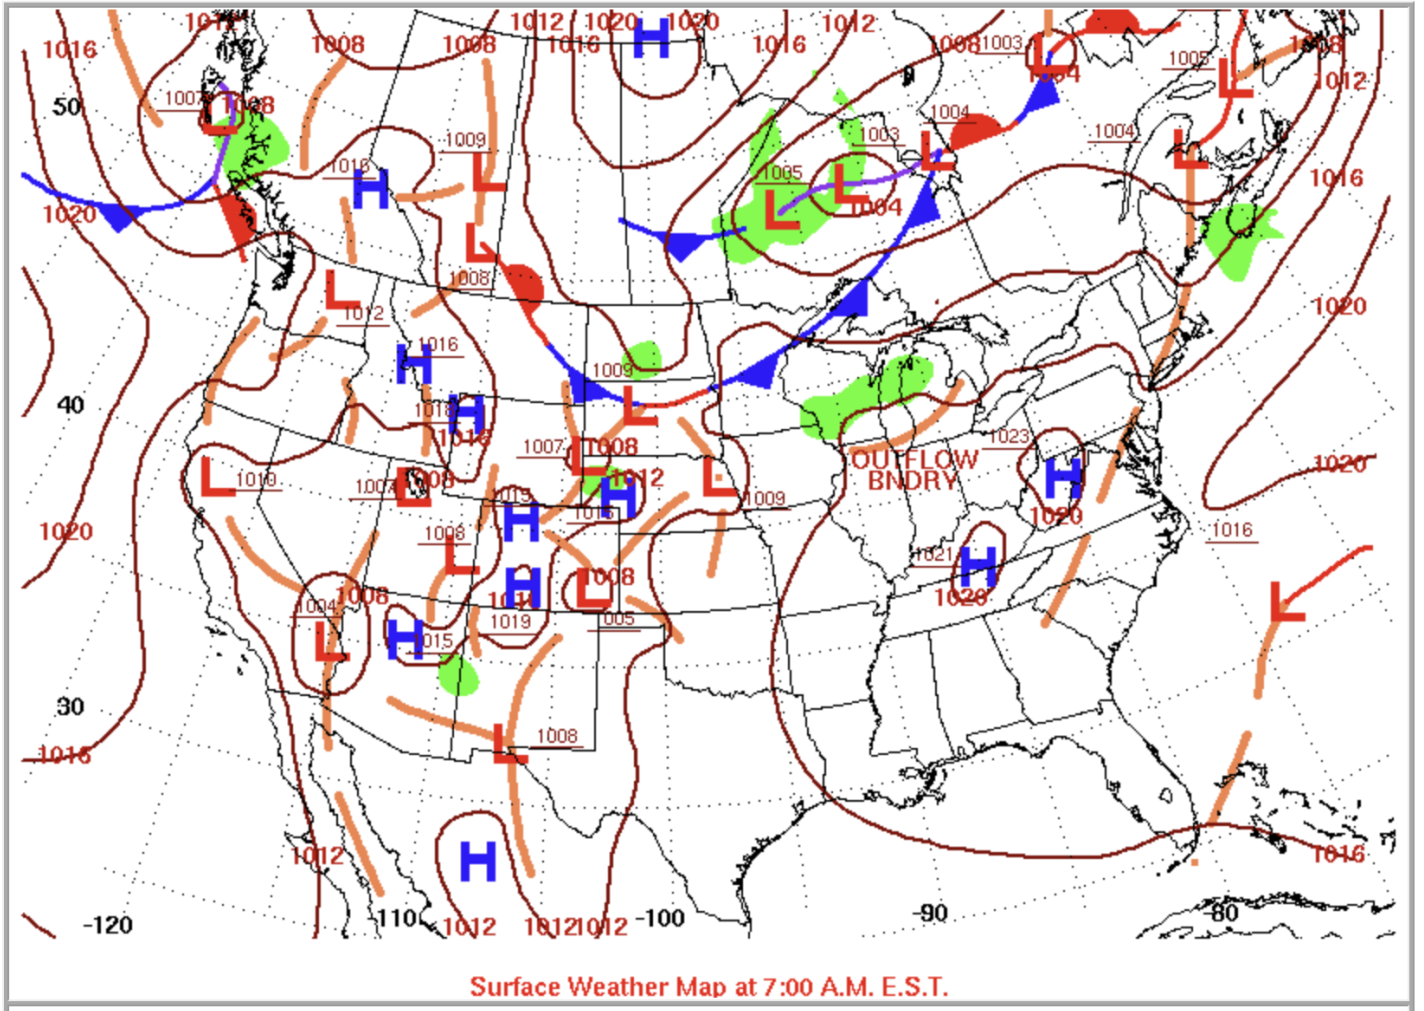 1012 1012 1020 H 1020 1012
1016 1008 1008 1016 1016 1008 1003 1008
L 1005
1004 L 1012
50 1007 1008 1004
L 1009 1003 L 1004 L
1016 H L 1005 L 1016
1020 L 1004
L
1008
L 1012 1020
1016
H 1009
40 1018 H L
1016 1007 1008 1023
L OUTFLOW 1020
L 1010 1007 1008 L 1012 L BNDRY H
H 1009
1015 H 1016 1020
1020 1008 1016
L 1021 H
H L 1008 1020
1004 1008 L
1019 1005
L H 1015
30
1016 L 1008
1012 H 1016
-120 -110 -100 -90 -80
1012 1012 1012
Surface Weather Map at 7:00 A.M. E.S.T.